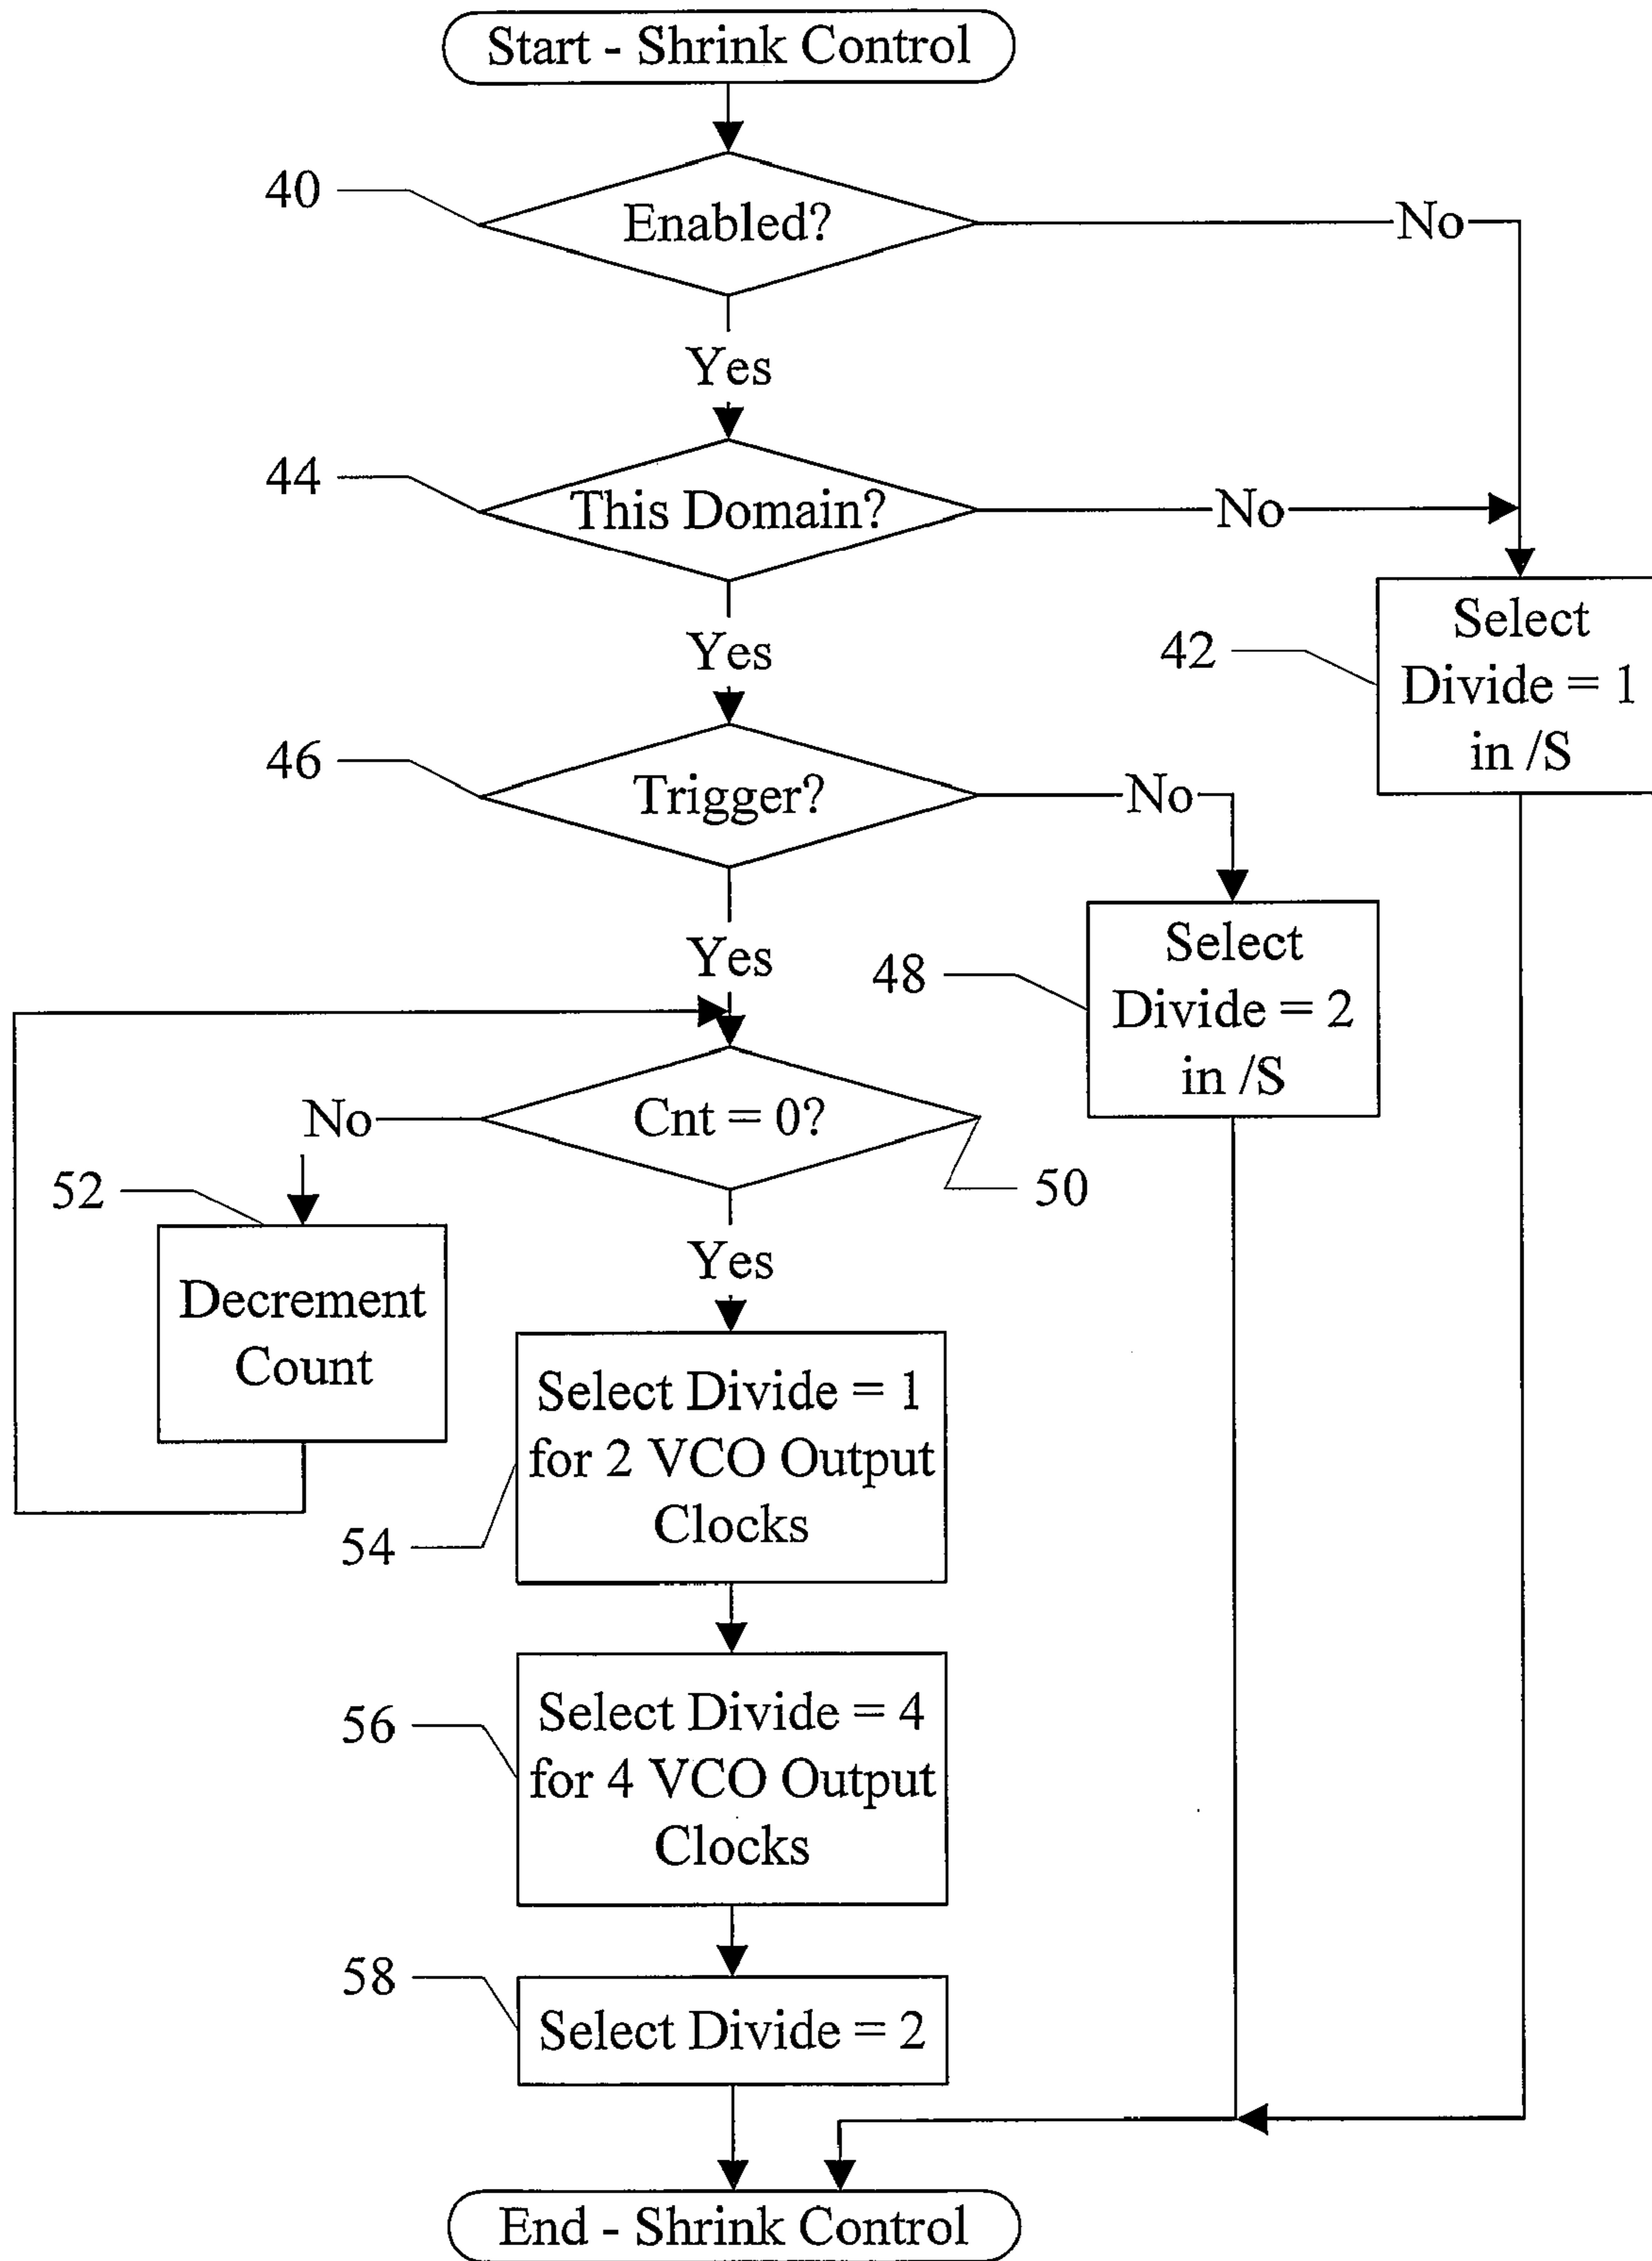 Start - Shrink Control
40
Enabled?
No
Yes
44
This Domain?
No
Yes
42
Select
Divide = 1
in /S
46
Trigger?
No
Yes
48
Select
Divide = 2
in /S
No
Cnt = 0?
50
52
Yes
Decrement
Count
Select Divide = 1
for 2 VCO Output
Clocks
54
56
Select Divide = 4
for 4 VCO Output
Clocks
58
Select Divide = 2
End - Shrink Control